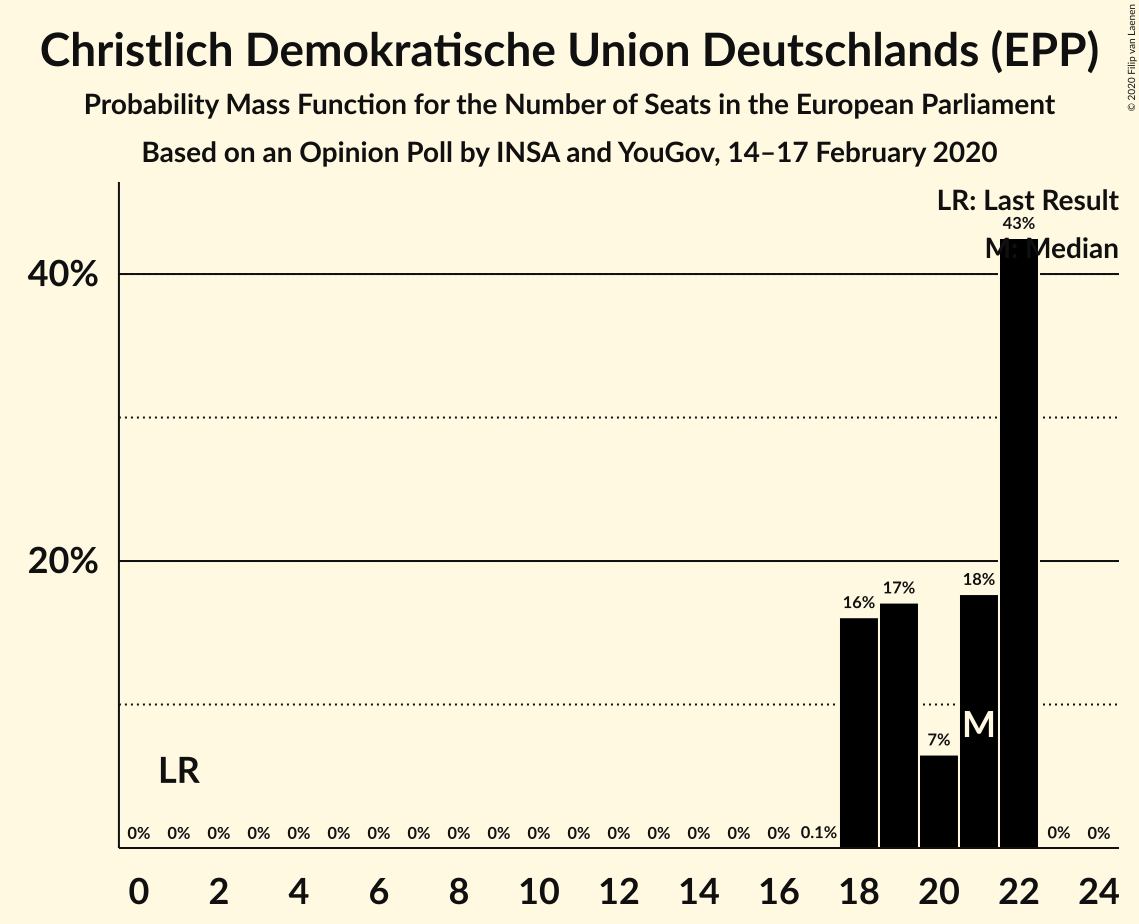 Christlich Demokratische Union Deutschlands (EPP)
Probability Mass Function for the Number of Seats in the European Parliament
Based on an Opinion Poll by INSA and YouGov, 14–17 February 2020
© 2020 Filip van Laenen
LR: Last Result
43%
M: Median
40%
20%
18%
17%
16%
7%
M
LR
0% 0% 0% 0% 0% 0% 0% 0% 0% 0% 0% 0% 0% 0% 0% 0% 0% 0.1% 0% 0%
0 2 4 6 8 10 12 14 16 18 20 22 24